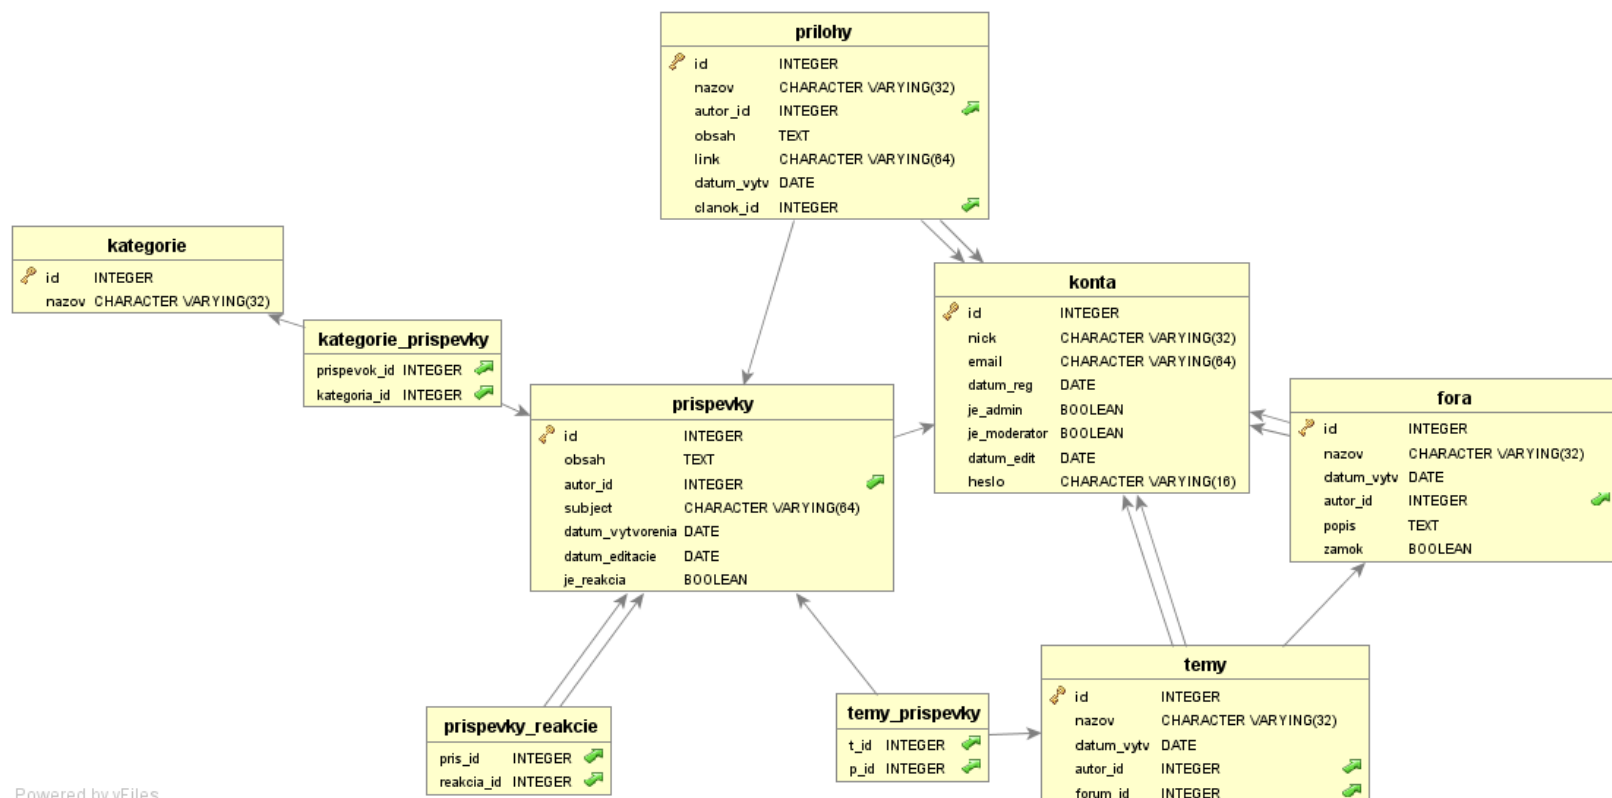 prilohy
id INTEGER
nazov CHARACTER VARYING(32)
autor_id INTEGER
obsah TEXT
link CHARACTER VARYING(64)
datum_vytv DATE
clanok_id INTEGER
kategorie
id INTEGER
nazov CHARACTER VARYING(32)
kategorie_prispevky
prispevok_id INTEGER
kategoria_id INTEGER
konta
id INTEGER
nick CHARACTER VARYING(32)
email CHARACTER VARYING(64)
datum_reg DATE
je_admin BOOLEAN
je_moderator BOOLEAN
datum_edit DATE
heslo CHARACTER VARYING(16)
prispevky
id INTEGER
obsah TEXT
autor_id INTEGER
subject CHARACTER VARYING(64)
datum_vytvorenia DATE
datum_editacie DATE
je_reakcia BOOLEAN
fora
id INTEGER
nazov CHARACTER VARYING(32)
datum_vytv DATE
autor_id INTEGER
popis TEXT
zamok BOOLEAN
prispevky_reakcie
pris_id INTEGER
reakcia_id INTEGER
temy_prispevky
t_id INTEGER
p_id INTEGER
temy
id INTEGER
nazov CHARACTER VARYING(32)
datum_vytv DATE
autor_id INTEGER
forum_id INTEGER
Powered by yFiles